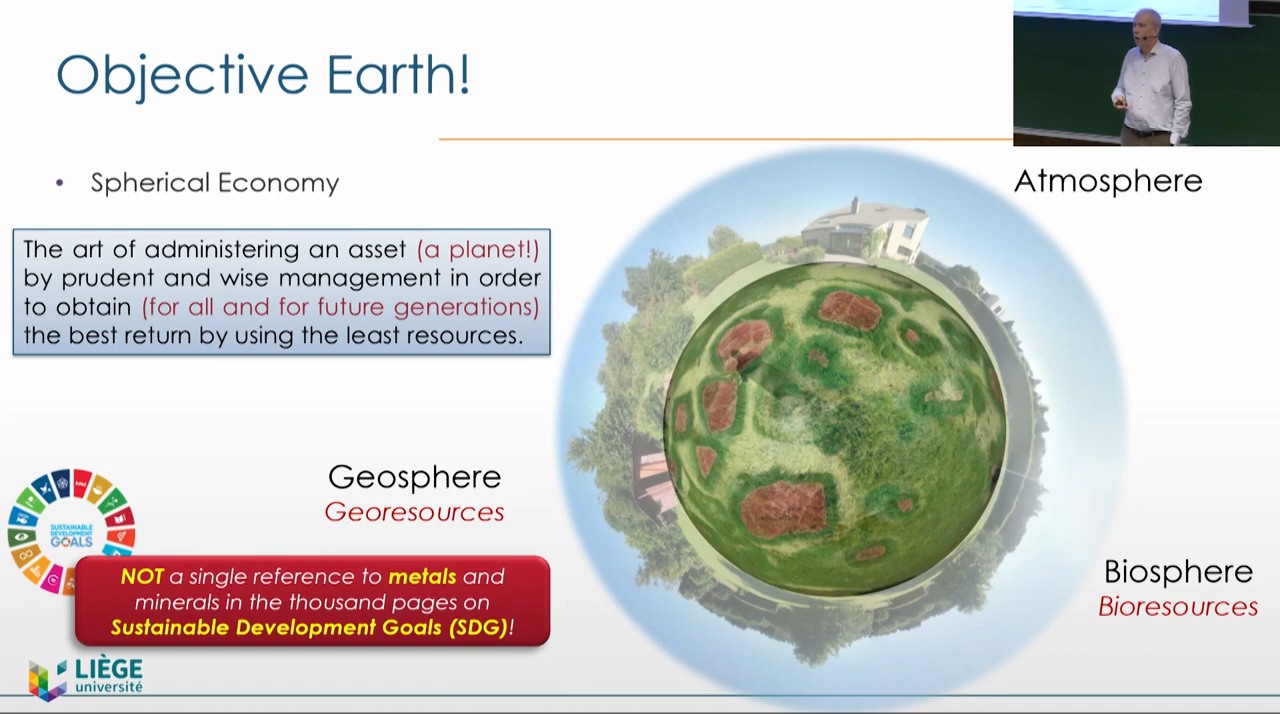 Objective Earth!
• Spherical Economy
The art of administering an asset (a planet!)
by prudent and wise management in order
to obtain (for all and for future generations)
the best return by using the least resources.
Atmosphere
Geosphere
Georesources
SUSTAINABLE
DEVELOPMENT
GOALS
NOT a single reference to metals and
minerals in the thousand pages on
Sustainable Development Goals (SDG)!
Biosphere
Bioresources
LIÈGE
université